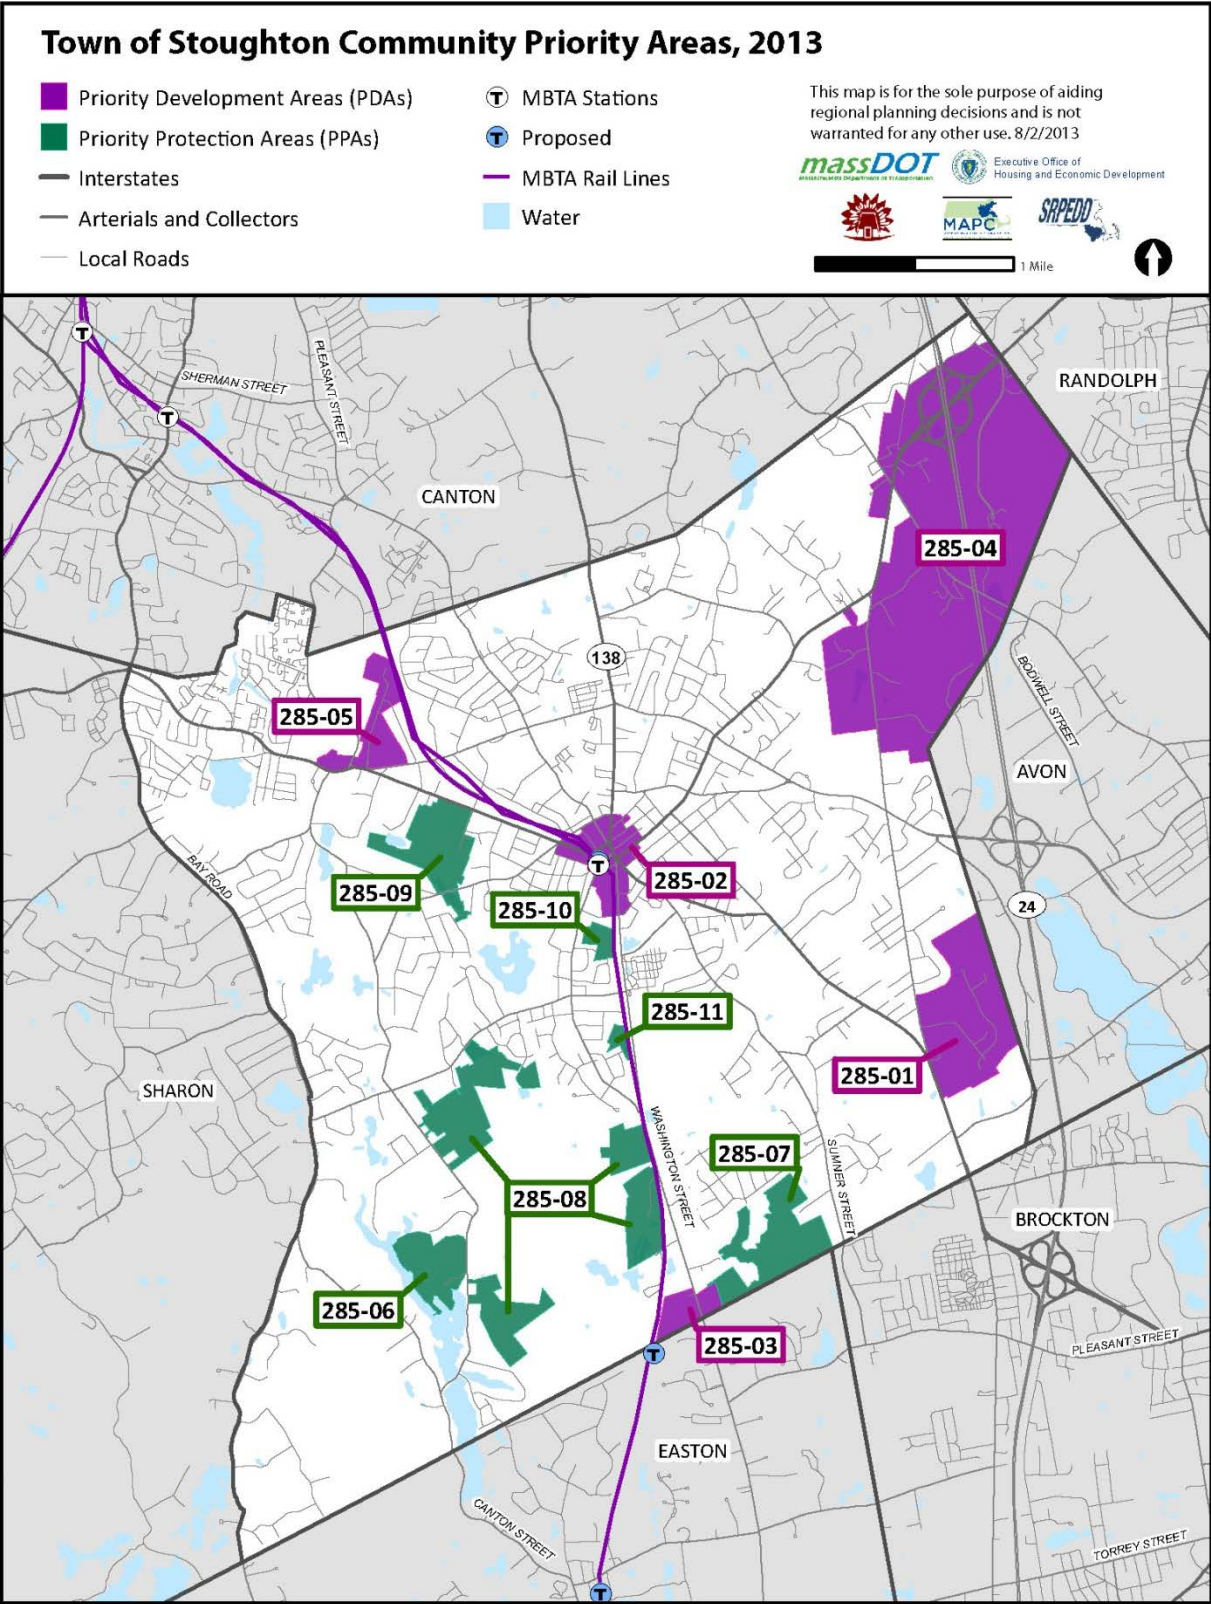 Town of Stoughton Community Priority Areas, 2013
Priority Development Areas (PDAs)
Priority Protection Areas (PPAs)
Interstates
Arterials and Collectors
Local Roads
T MBTA Stations
T Proposed
MBTA Rail Lines
Water
This map is for the sole purpose of aiding
regional planning decisions and is not
warranted for any other use. 8/2/2013
massDOT
Massachusetts Department of Transportation
Executive Office of
Housing and Economic Development
MAPC
SRPEDD
1 Mile
T
SHERMAN STREET
PLEASANT STREET
RANDOLPH
T
CANTON
285-04
138
BODWELL STREET
285-05
AVON
BAY ROAD
T
285-02
285-09
285-10
24
285-11
285-01
SHARON
WASHINGTON STREET
285-07
SUMNER STREET
285-08
BROCKTON
285-06
285-03
PLEASANT STREET
T
EASTON
CANTON STREET
TORREY STREET
T